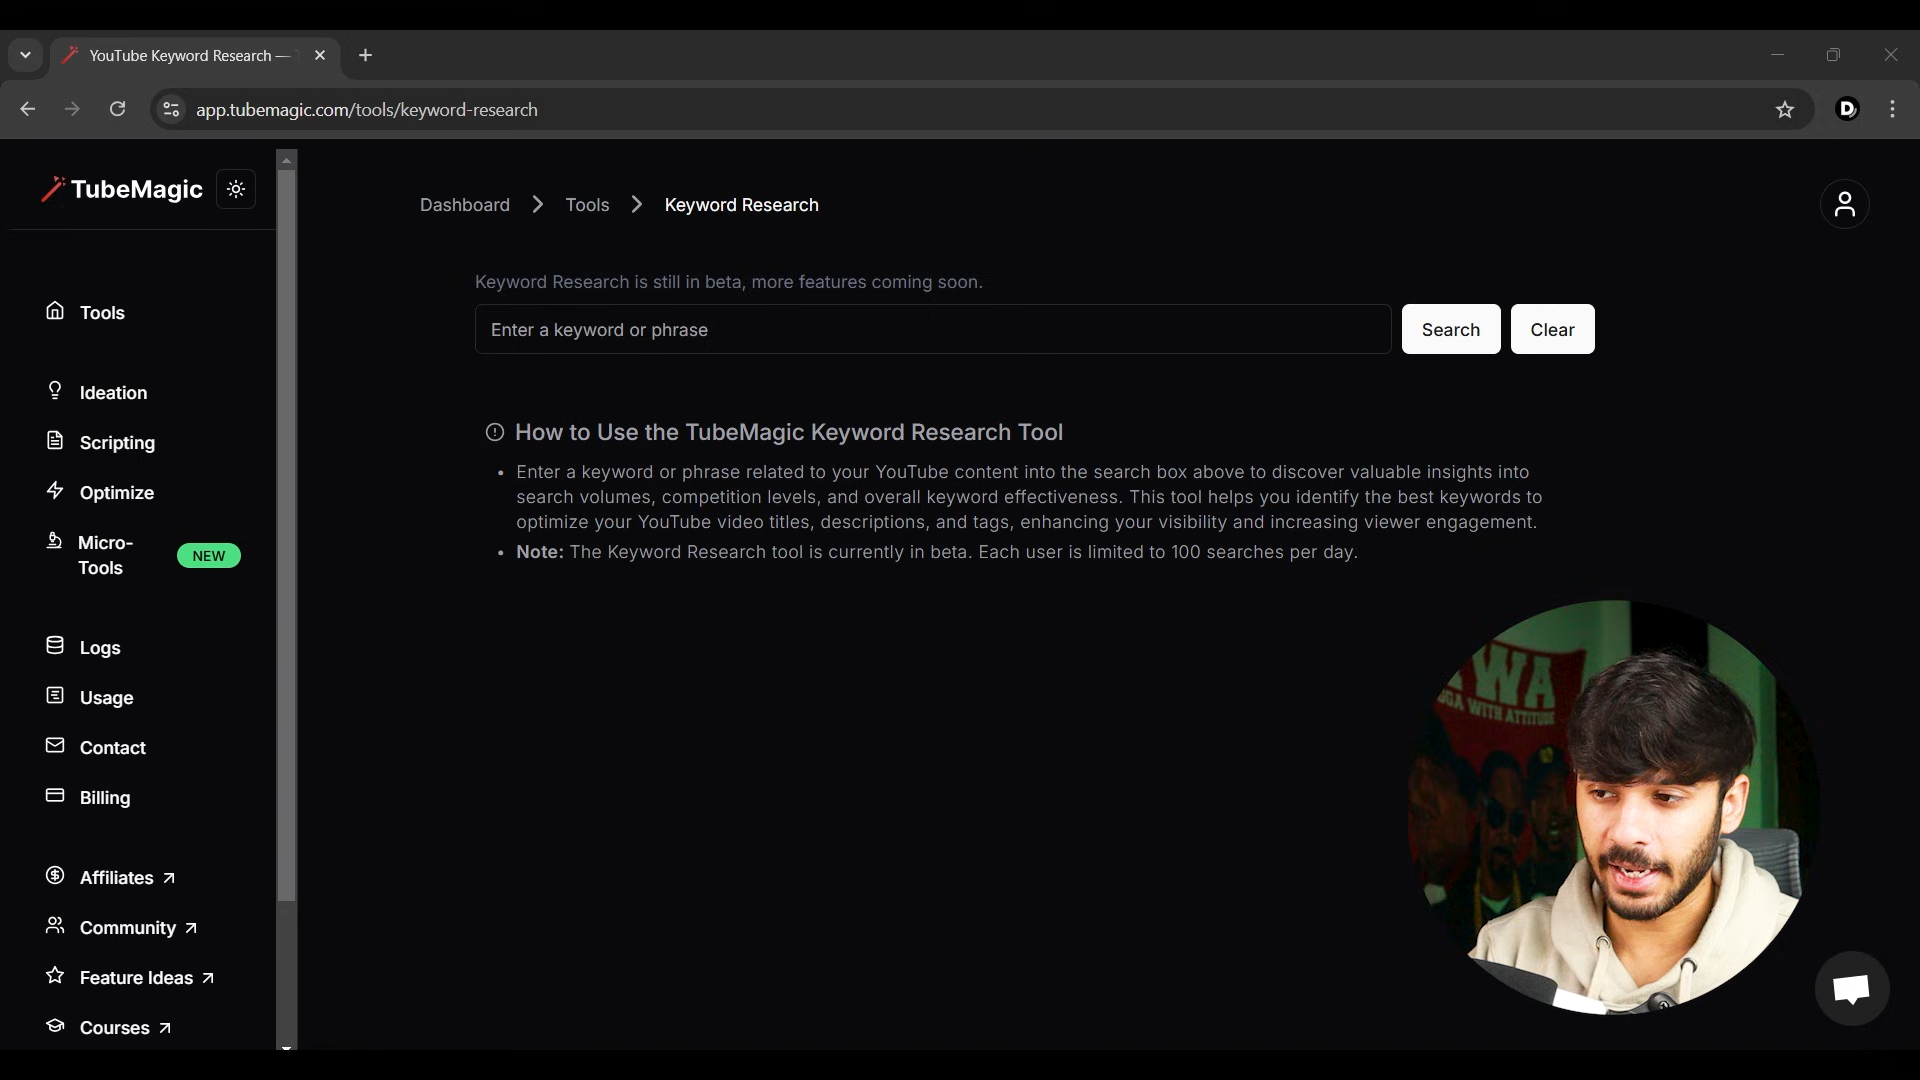 YouTube Keyword Research —
app.tubemagic.com/tools/keyword-research
TubeMagic
Dashboard > Tools > Keyword Research
Keyword Research is still in beta, more features coming soon.
Enter a keyword or phrase
Search
Clear
Tools
Ideation
Scripting
Optimize
Micro-
Tools
NEW
Logs
Usage
Contact
Billing
Affiliates
Community
Feature Ideas
Courses
How to Use the TubeMagic Keyword Research Tool
• Enter a keyword or phrase related to your YouTube content into the search box above to discover valuable insights into
search volumes, competition levels, and overall keyword effectiveness. This tool helps you identify the best keywords to
optimize your YouTube video titles, descriptions, and tags, enhancing your visibility and increasing viewer engagement.
• Note: The Keyword Research tool is currently in beta. Each user is limited to 100 searches per day.
WA
WITH ATTITUDE